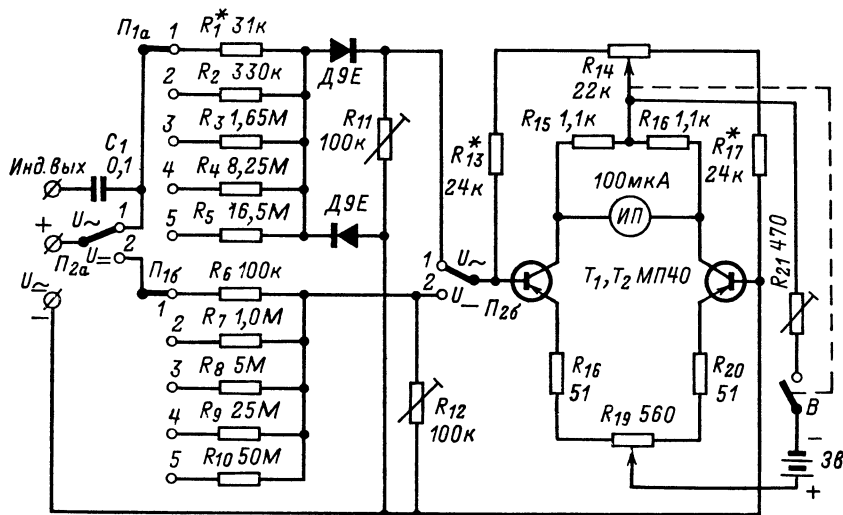 П1а 1 R1* 31к
Д9Е
2 R2 330к
3 R3 1,65М
4 R4 8,25М
5 R5 16,5М
Д9Е
R11
100к
С1
0,1
Инд. вых
+
U~ 1
2
П2а U=
U~
−
П1б
1 R6 100к
2 R7 1,0М
3 R8 5М
4 R9 25М
5 R10 50М
R12
100к
1 U~
2 U− П2б
R13*
24к
R14
22к
R15 1,1к
R16 1,1к
R17*
24к
100мкА
ИП
Т1, Т2 МП40
R16
51
R20
51
R19 560
R21 470
В
−
3в
+